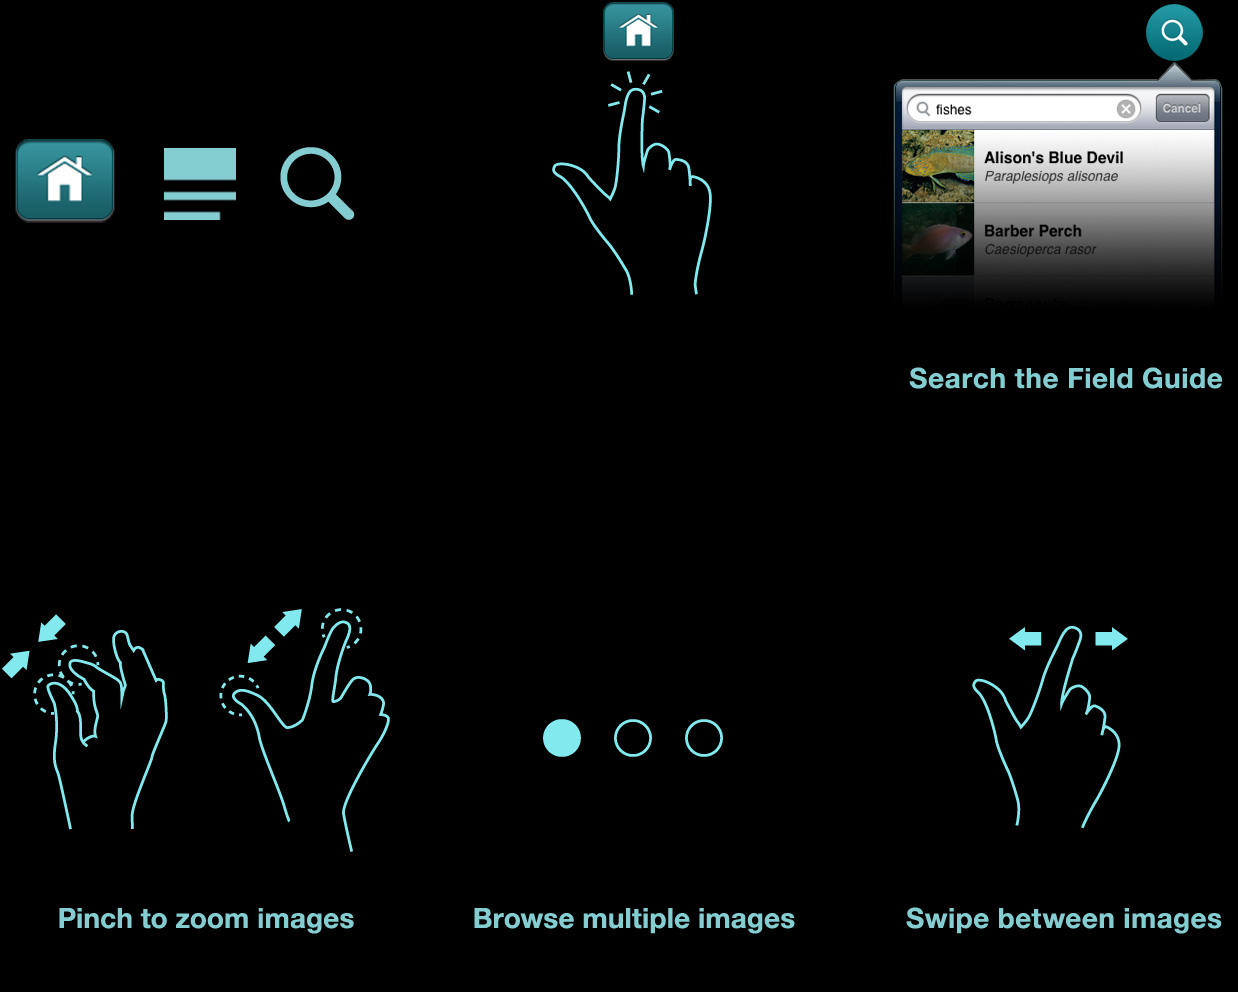 fishes
Cancel
Alison's Blue Devil
Paraplesiops alisonae
Barber Perch
Caesioperca rasor
Search the Field Guide
Pinch to zoom images
Browse multiple images
Swipe between images